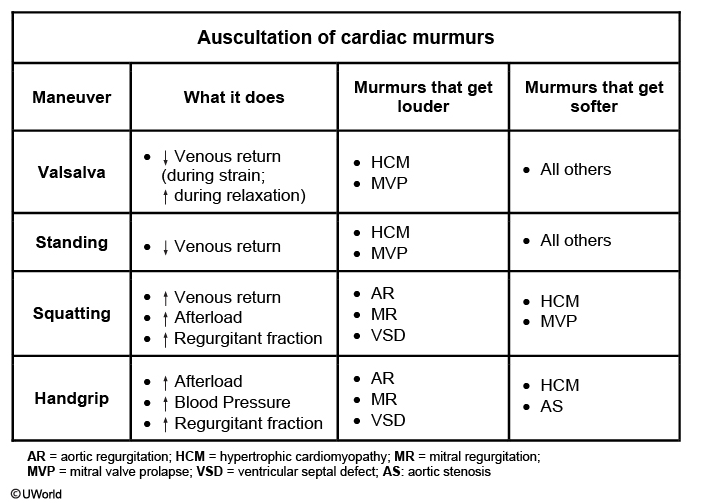 Auscultation of cardiac murmurs
Maneuver
What it does
Murmurs that get
louder
Murmurs that get
softer
Valsalva
• ↓ Venous return
(during strain;
↑ during relaxation)
• HCM
• MVP
• All others
Standing
• ↓ Venous return
• HCM
• MVP
• All others
Squatting
• ↑ Venous return
• ↑ Afterload
• ↑ Regurgitant fraction
• AR
• MR
• VSD
• HCM
• MVP
Handgrip
• ↑ Afterload
• ↑ Blood Pressure
• ↑ Regurgitant fraction
• AR
• MR
• VSD
• HCM
• AS
AR = aortic regurgitation; HCM = hypertrophic cardiomyopathy; MR = mitral regurgitation;
MVP = mitral valve prolapse; VSD = ventricular septal defect; AS: aortic stenosis
©UWorld